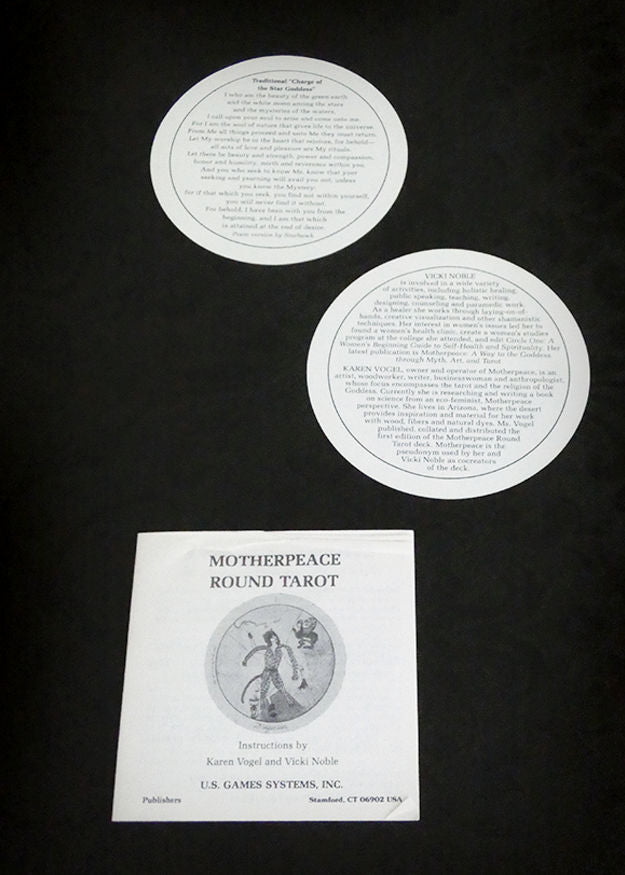 Traditional "Charge of
the Star Goddess"
I who am the beauty of the green earth
and the white moon among the stars
and the mysteries of the waters,
I call upon your soul to arise and come unto me.
For I am the soul of nature that gives life to the universe.
From Me all things proceed and unto Me they must return.
Let My worship be in the heart that rejoices, for behold—
all acts of love and pleasure are My rituals.
Let there be beauty and strength, power and compassion,
honor and humility, mirth and reverence within you.
And you who seek to know Me, know that your
seeking and yearning will avail you not, unless
you know the Mystery:
for if that which you seek, you find not within yourself,
you will never find it without.
For behold, I have been with you from the
beginning, and I am that which
is attained at the end of desire.
Poem version by Starhawk
VICKI NOBLE
is involved in a wide variety
of activities, including holistic healing,
public speaking, teaching, writing,
designing, counseling and paramedic work.
As a healer she works through laying-on-of-
hands, creative visualization and other shamanistic
techniques. Her interest in women's issues led her to
found a women's health clinic, create a women's studies
program at the college she attended, and edit Circle One: A
Women's Beginning Guide to Self-Health and Spirituality. Her
latest publication is Motherpeace: A Way to the Goddess
through Myth, Art, and Tarot.
KAREN VOGEL, owner and operator of Motherpeace, is an
artist, woodworker, writer, businesswoman and anthropologist,
whose focus encompasses the tarot and the religion of the
Goddess. Currently she is researching and writing a book
on science from an eco-feminist, Motherpeace
perspective. She lives in Arizona, where the desert
provides inspiration and material for her work
with wood, fibers and natural dyes. Ms. Vogel
published, collated and distributed the
first edition of the Motherpeace Round
Tarot deck. Motherpeace is the
pseudonym used by her and
Vicki Noble as cocreators
of the deck.
MOTHERPEACE
ROUND TAROT
Instructions by
Karen Vogel and Vicki Noble
U.S. GAMES SYSTEMS, INC.
Publishers Stamford, CT 06902 USA